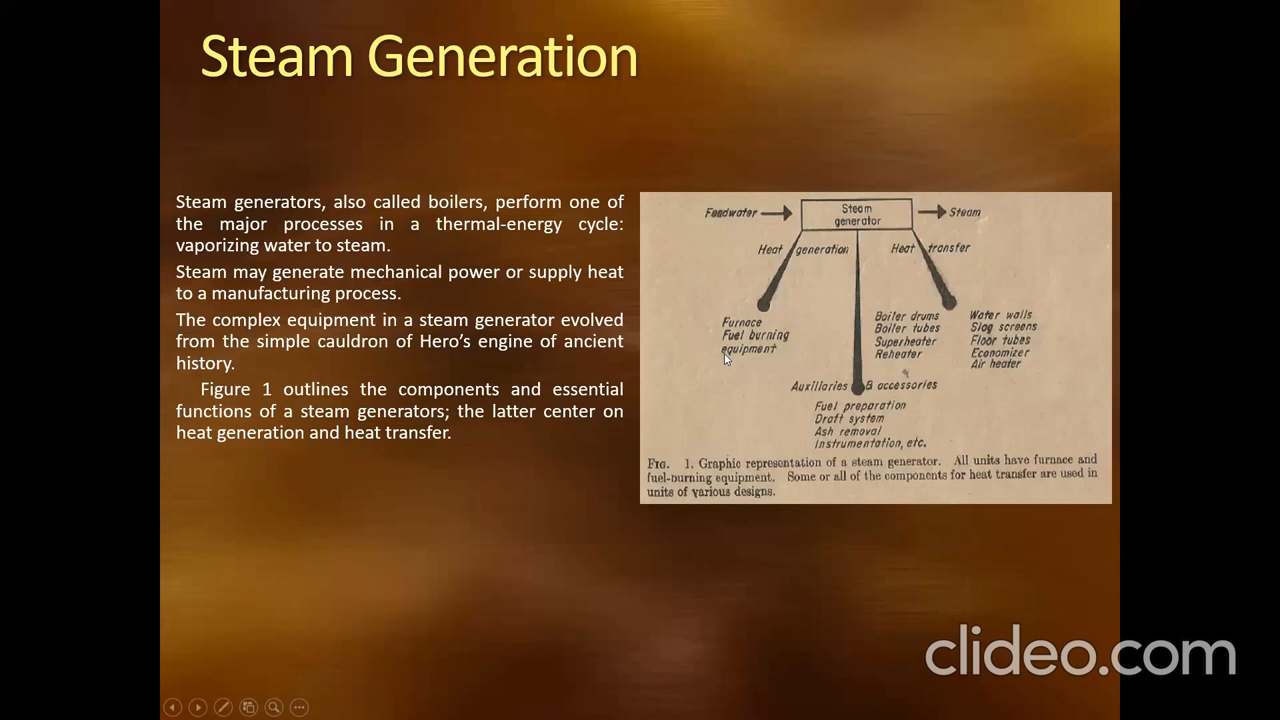 Steam Generation
Steam generators, also called boilers, perform one of
the major processes in a thermal-energy cycle:
vaporizing water to steam.
Steam may generate mechanical power or supply heat
to a manufacturing process.
The complex equipment in a steam generator evolved
from the simple cauldron of Hero's engine of ancient
history.
Figure 1 outlines the components and essential
functions of a steam generators; the latter center on
heat generation and heat transfer.
Feedwater
Steam
generator
Steam
Heat generation
Heat transfer
Furnace
Fuel burning
equipment
Boiler drums
Boiler tubes
Superheater
Reheater
Water walls
Slag screens
Floor tubes
Economizer
Air heater
Auxiliaries & accessories
Fuel preparation
Draft system
Ash removal
Instrumentation, etc.
FIG. 1. Graphic representation of a steam generator. All units have furnace and
fuel-burning equipment. Some or all of the components for heat transfer are used in
units of various designs.
clideo.com